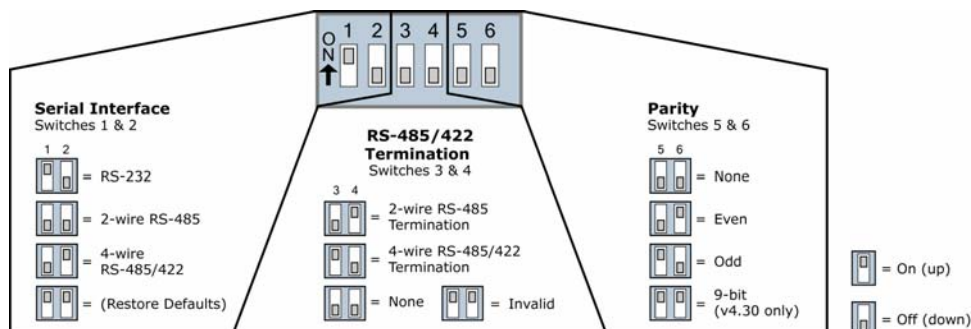 O
N
1 2 3 4 5 6
Serial Interface
Switches 1 & 2
1 2
= RS-232
= 2-wire RS-485
= 4-wire
RS-485/422
= (Restore Defaults)
RS-485/422
Termination
Switches 3 & 4
3 4
= 2-wire RS-485
Termination
= 4-wire RS-485/422
Termination
= None
= Invalid
Parity
Switches 5 & 6
5 6
= None
= Even
= Odd
= 9-bit
(v4.30 only)
= On (up)
= Off (down)